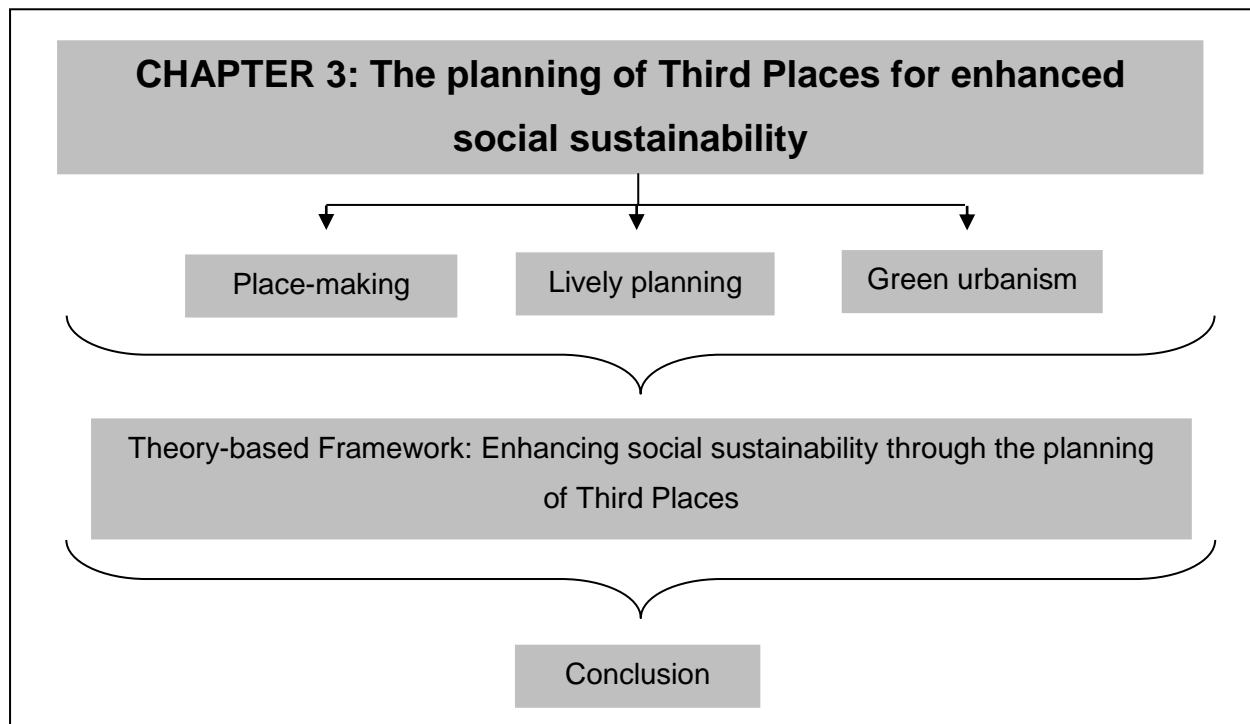 CHAPTER 3: The planning of Third Places for enhanced
social sustainability
Place-making
Lively planning
Green urbanism
Theory-based Framework: Enhancing social sustainability through the planning
of Third Places
Conclusion